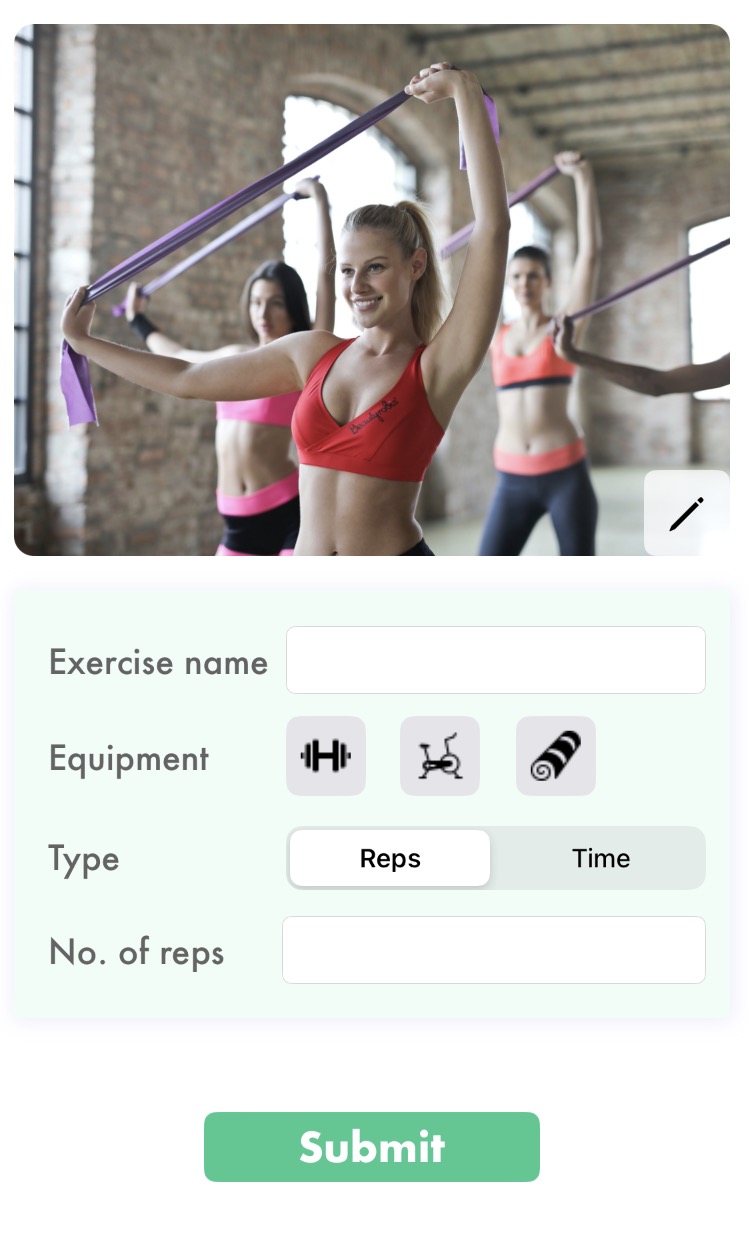 Exercise name
Equipment
Type
Reps
Time
No. of reps
Submit